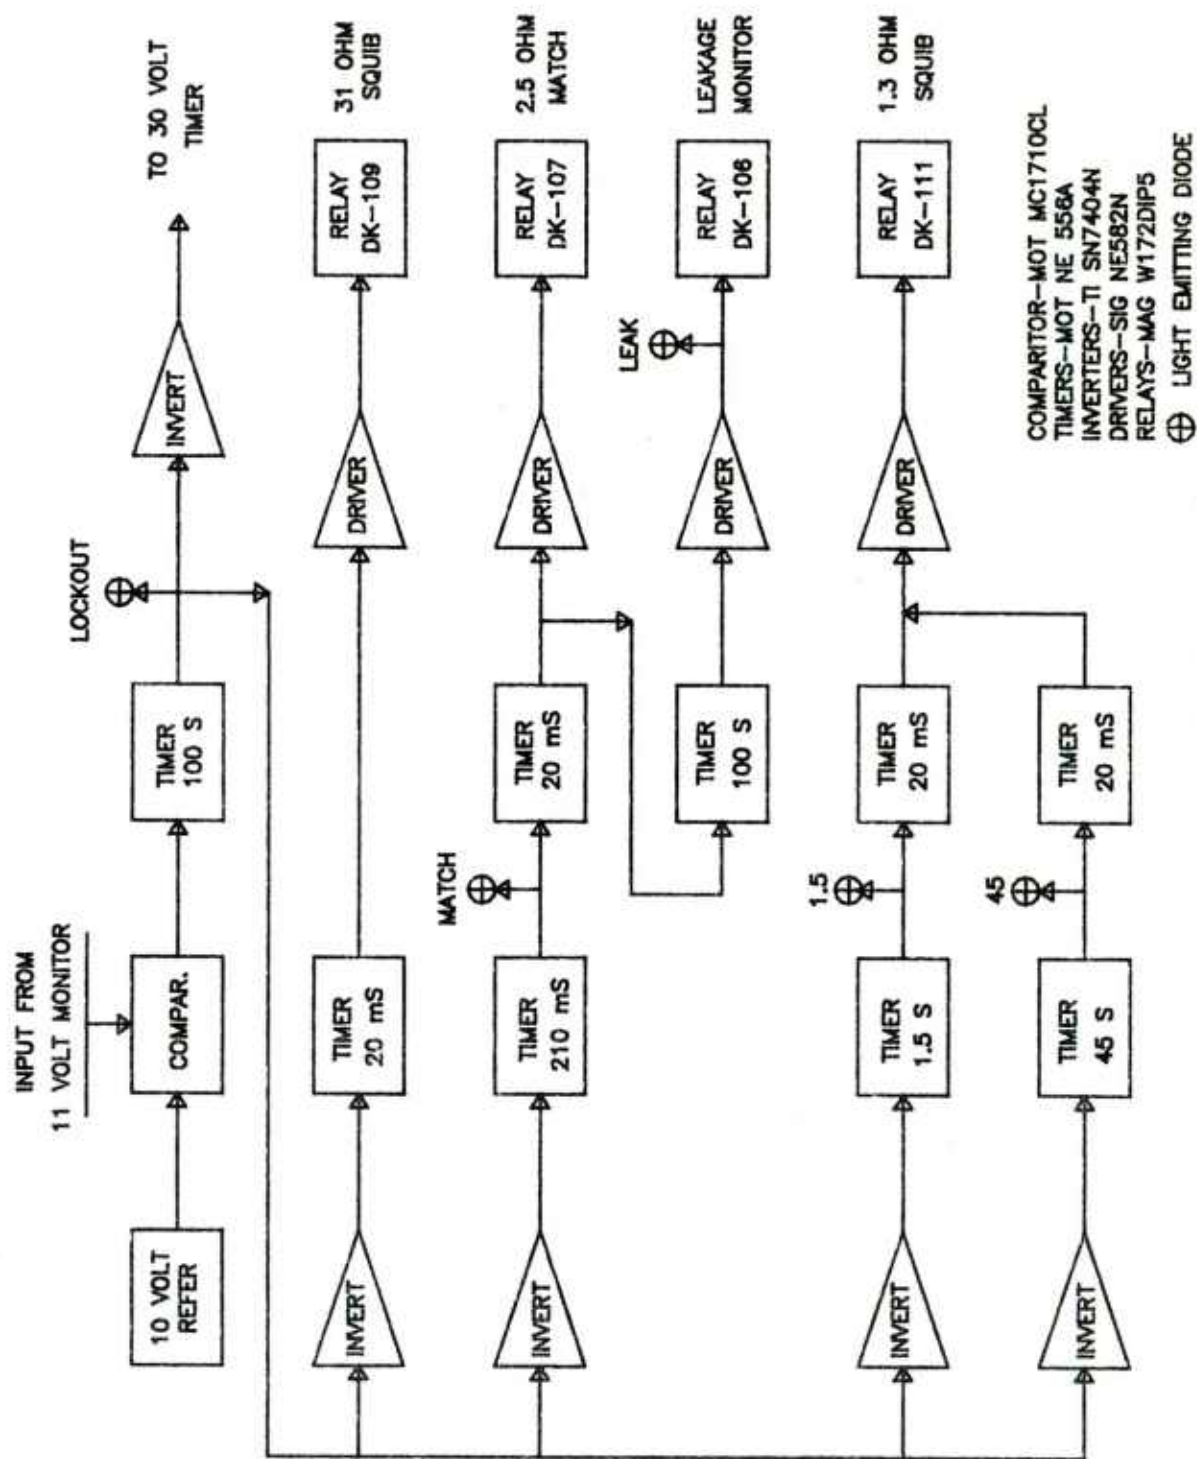 INPUT FROM
11 VOLT MONITOR
10 VOLT
REFER
COMPAR.
TIMER
100 S
LOCKOUT
INVERT
TO 30 VOLT
TIMER
INVERT
TIMER
20 mS
DRIVER
RELAY
DK-109
31 OHM
SQUIB
INVERT
TIMER
210 mS
MATCH
TIMER
20 mS
DRIVER
RELAY
DK-107
2.5 OHM
MATCH
TIMER
100 S
DRIVER
LEAK
RELAY
DK-106
LEAKAGE
MONITOR
INVERT
TIMER
1.5 S
1.5
TIMER
20 mS
DRIVER
RELAY
DK-111
1.3 OHM
SQUIB
INVERT
TIMER
45 S
45
TIMER
20 mS
COMPARITOR-MOT MC1710CL
TIMERS-MOT NE 556A
INVERTERS-TI SN7404N
DRIVERS-SIG NE582N
RELAYS-MAG W172DIP5
LIGHT EMITTING DIODE